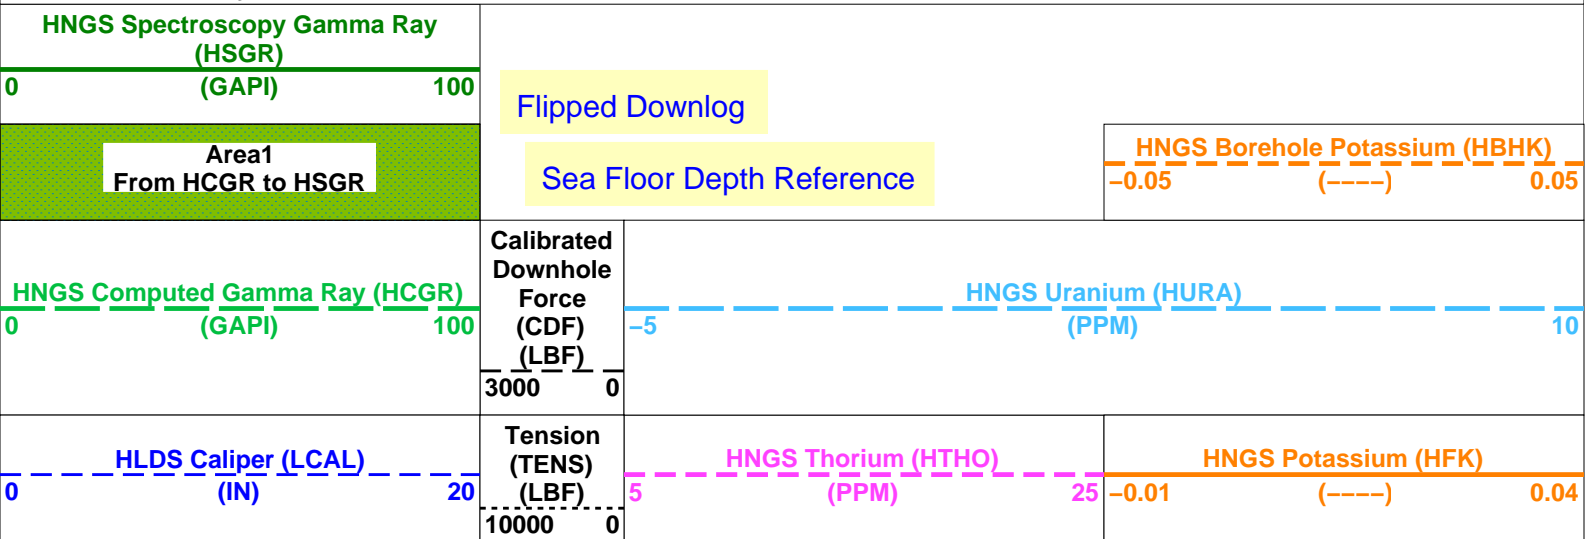 HNGS Spectroscopy Gamma Ray
(HSGR)
0 (GAPI) 100
Flipped Downlog
Area1
From HCGR to HSGR
Sea Floor Depth Reference
HNGS Borehole Potassium (HBHK)
−0.05 (−−−−) 0.05
HNGS Computed Gamma Ray (HCGR)
0 (GAPI) 100
Calibrated
Downhole
Force
(CDF)
(LBF)
3000 0
HNGS Uranium (HURA)
−5 (PPM) 10
HLDS Caliper (LCAL)
0 (IN) 20
Tension
(TENS)
(LBF)
10000 0
HNGS Thorium (HTHO)
5 (PPM) 25
HNGS Potassium (HFK)
−0.01 (−−−−) 0.04